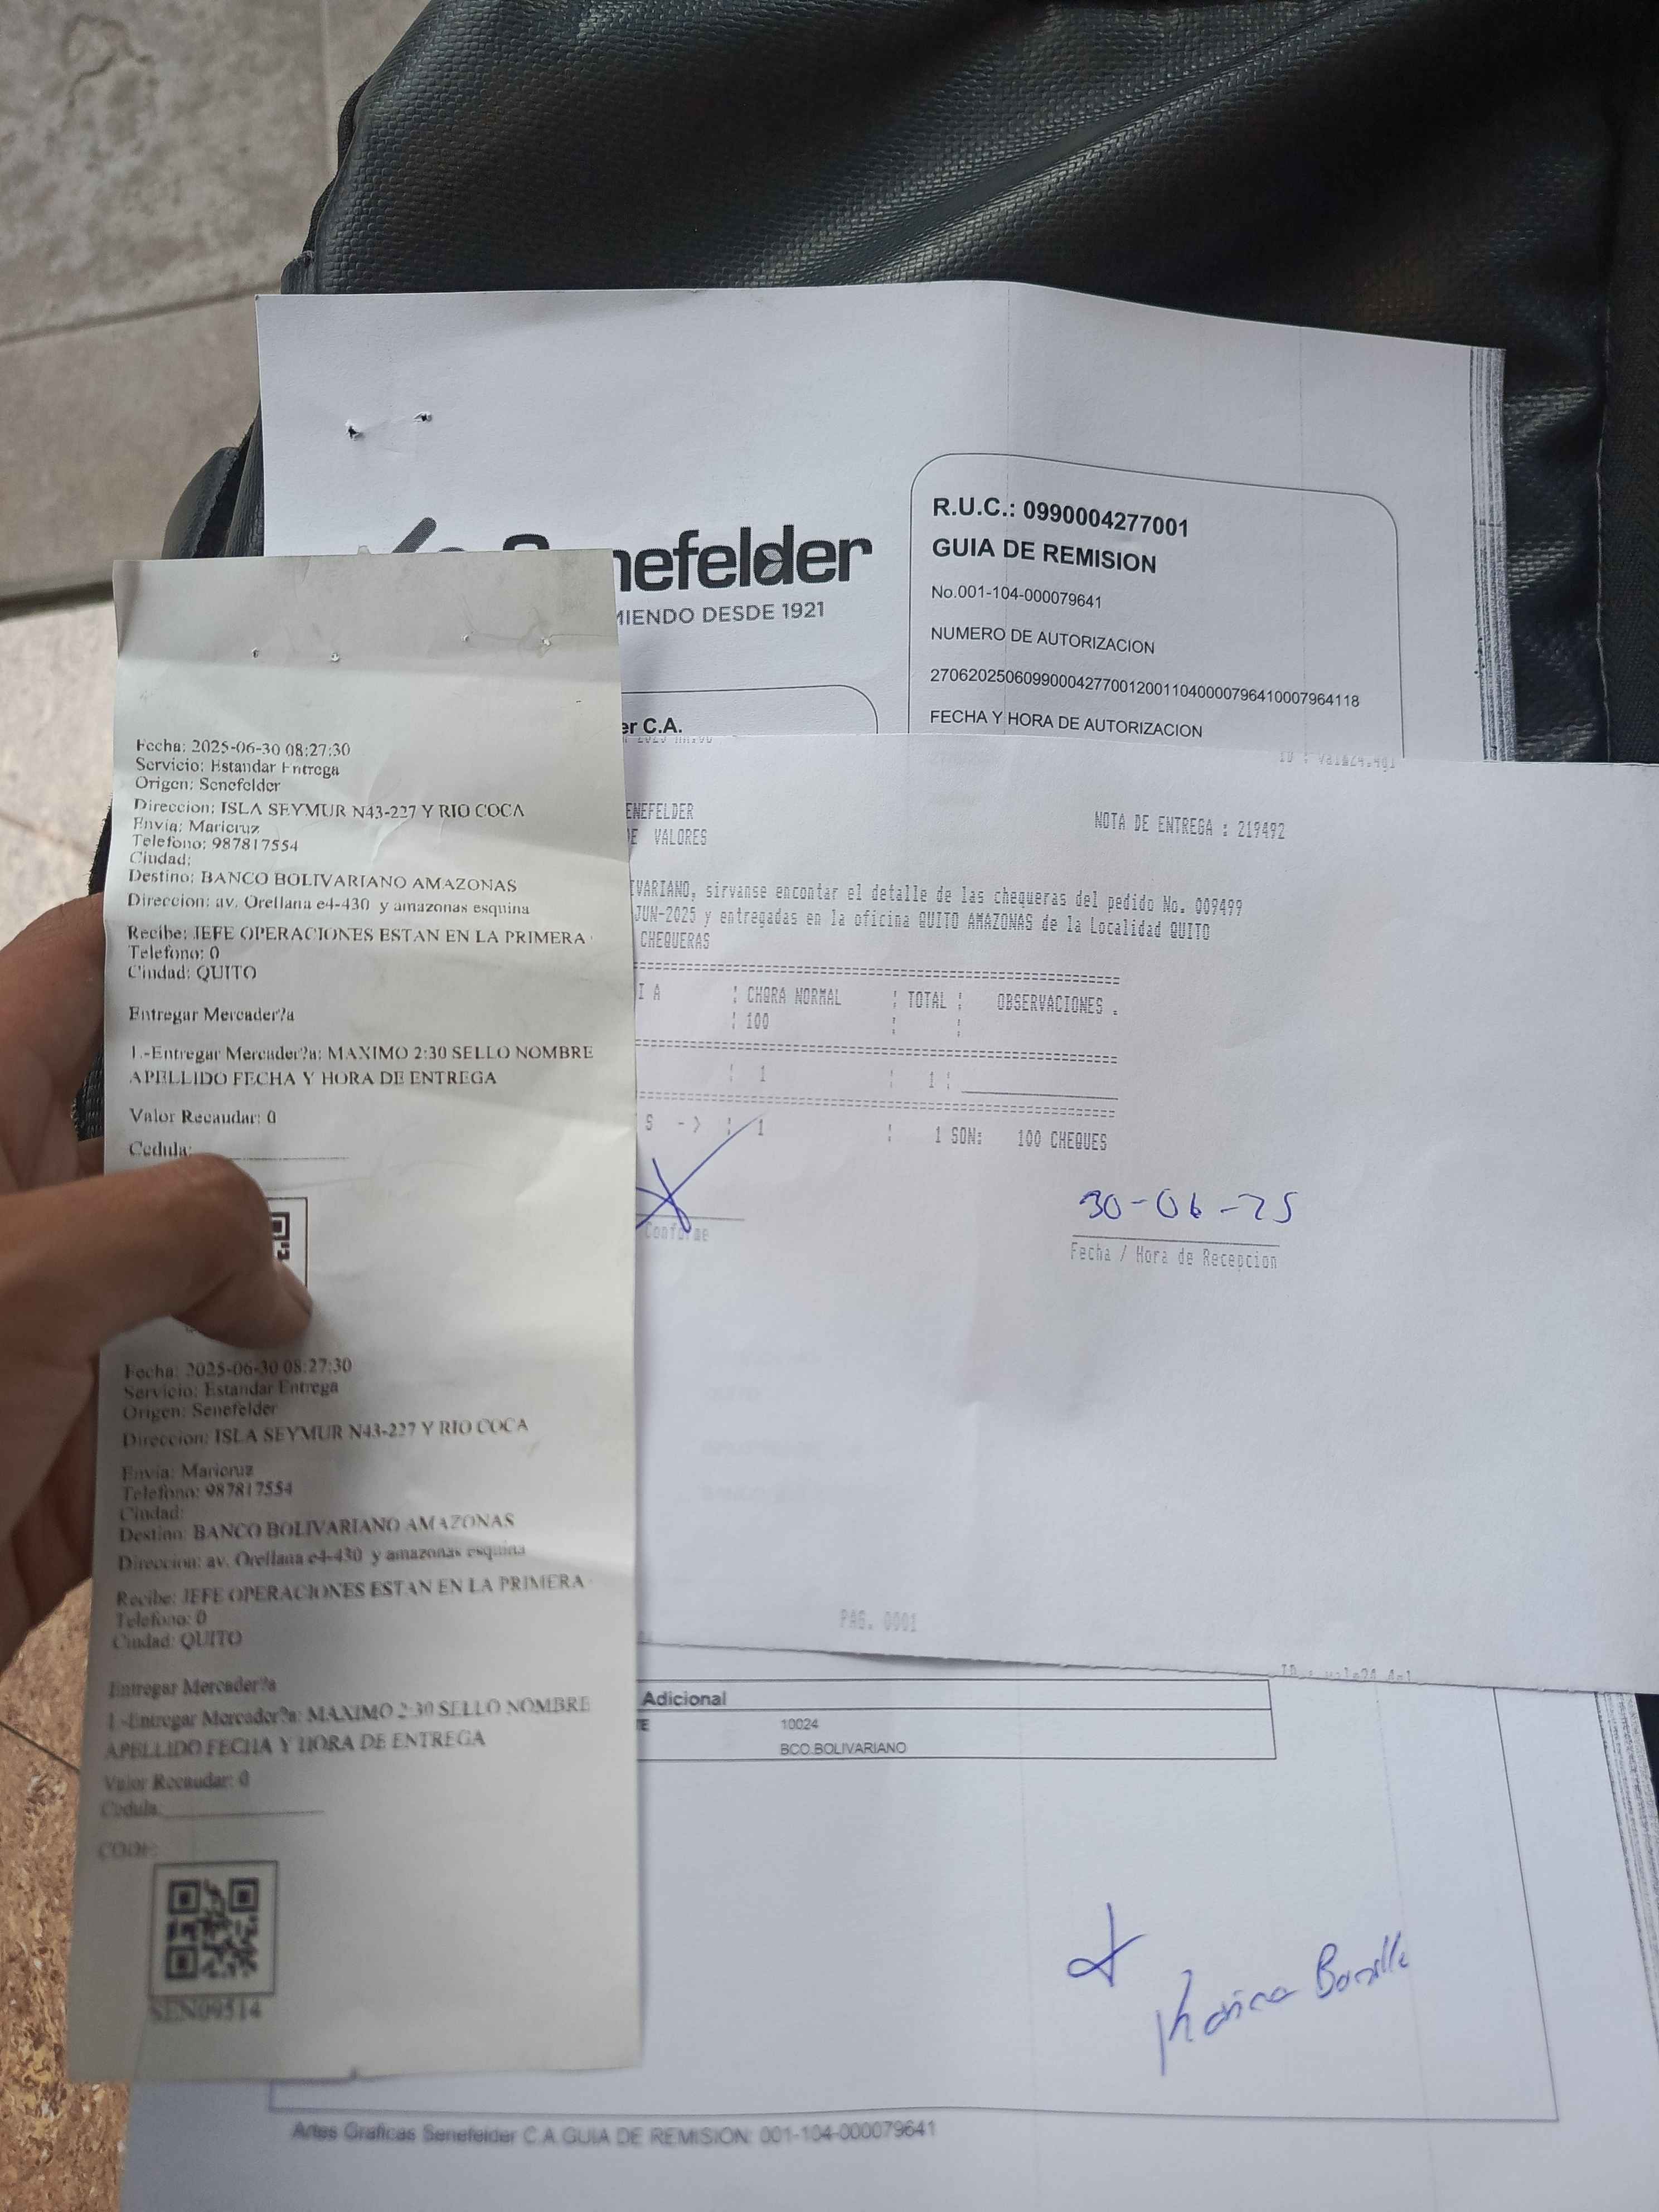 Senefelder
MIENDO DESDE 1921
R.U.C.: 0990004277001
GUIA DE REMISION
No.001-104-000079641
NUMERO DE AUTORIZACION
2706202506099000427700120011040000796410007964118
FECHA Y HORA DE AUTORIZACION
er C.A.
Fecha: 2025-06-30 08:27:30
Servicio: Estandar Entrega
Origen: Senefelder
Direccion: ISLA SEYMUR N43-227 Y RIO COCA
Envia: Maricruz
Telefono: 987817554
Ciudad:
Destino: BANCO BOLIVARIANO AMAZONAS
Direccion: av. Orellana e4-430 y amazonas esquina
Recibe: JEFE OPERACIONES ESTAN EN LA PRIMERA
Telefono: 0
Ciudad: QUITO
Entregar Mercader?a
1.-Entregar Mercader?a: MAXIMO 2:30 SELLO NOMBRE
APELLIDO FECHA Y HORA DE ENTREGA
Valor Recaudar: 0
Cedula:
Fecha: 2025-06-30 08:27:30
Servicio: Estandar Entrega
Origen: Senefelder
Direccion: ISLA SEYMUR N43-227 Y RIO COCA
Envia: Maricruz
Telefono: 987817554
Ciudad:
Destino: BANCO BOLIVARIANO AMAZONAS
Direccion: av. Orellana e4-430 y amazonas esquina
Recibe: JEFE OPERACIONES ESTAN EN LA PRIMERA
Telefono: 0
Ciudad: QUITO
Entregar Mercader?a
1.-Entregar Mercader?a: MAXIMO 2:30 SELLO NOMBRE
APELLIDO FECHA Y HORA DE ENTREGA
Valor Recaudar: 0
Cedula:
CODE:
SEN09514
ENEFELDER
NOTA DE ENTREGA : 219492
E VALORES
IVARIANO, sirvanse encontar el detalle de las chequeras del pedido No. 009499
JUN-2025 y entregadas en la oficina QUITO AMAZONAS de la Localidad QUITO
CHEQUERAS
I A ¦ CHQRA NORMAL ¦ TOTAL ¦ OBSERVACIONES .
¦ 100 ¦ ¦
¦ 1 ¦ 1 ¦
S -> ¦ 1 ¦ 1 SON: 100 CHEQUES
30-06-25
Conforme
Fecha / Hora de Recepcion
PAG. 0001
Adicional
TE 10024
BCO.BOLIVARIANO
Artes Graficas Senefelder C.A GUIA DE REMISION: 001-104-000079641